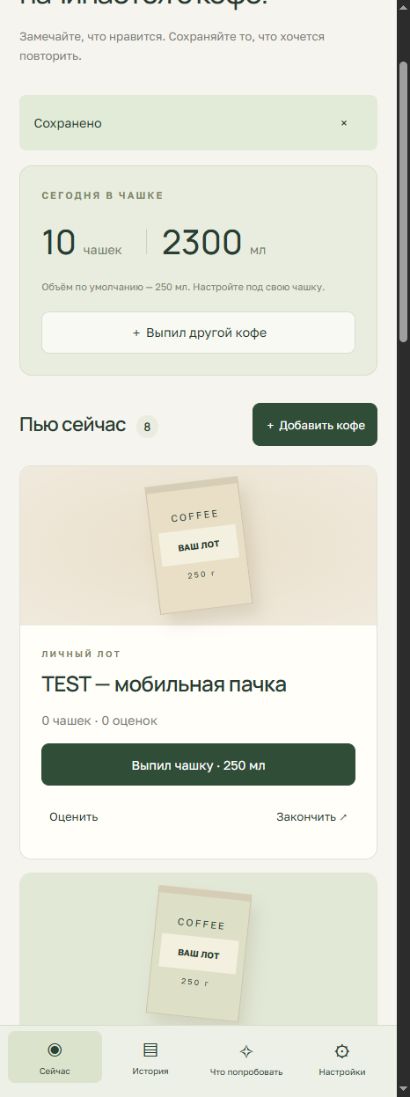 начинается с кофе.
Замечайте, что нравится. Сохраняйте то, что хочется
повторить.
Сохранено ×
СЕГОДНЯ В ЧАШКЕ
10 чашек 2300 мл
Объём по умолчанию — 250 мл. Настройте под свою чашку.
+ Выпил другой кофе
Пью сейчас 8
+ Добавить кофе
COFFEE
ВАШ ЛОТ
250 г
ЛИЧНЫЙ ЛОТ
TEST — мобильная пачка
0 чашек · 0 оценок
Выпил чашку · 250 мл
Оценить
Закончить ↗
COFFEE
ВАШ ЛОТ
250 г
Сейчас
История
Что попробовать
Настройки